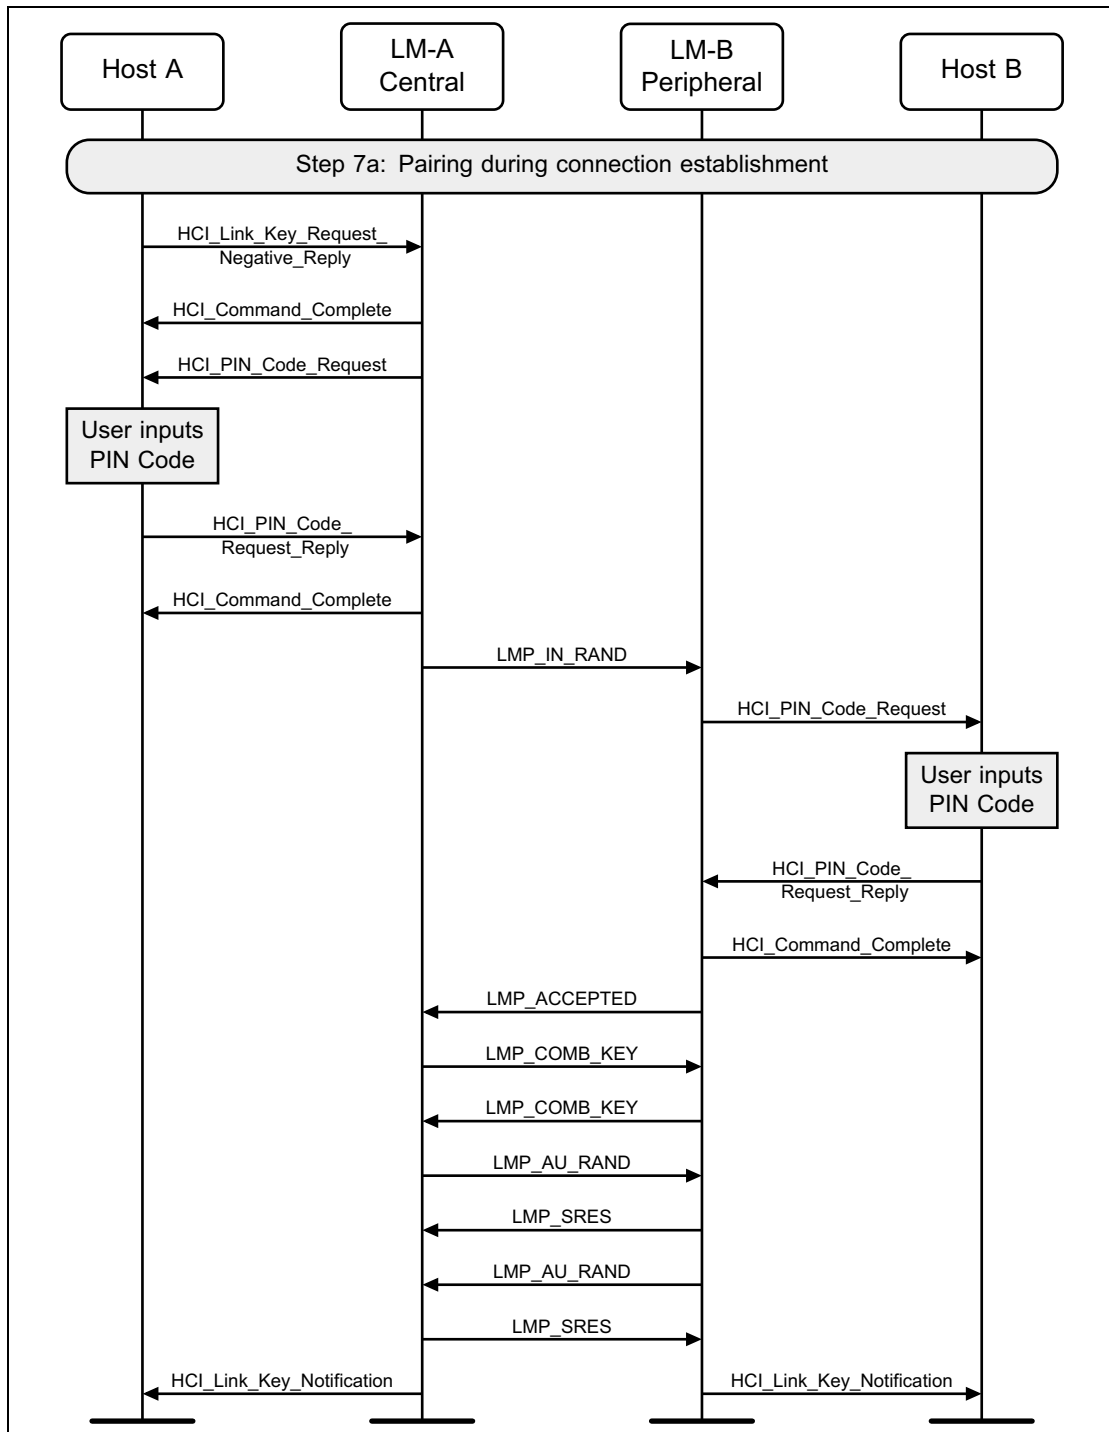 Host A
LM-A
Central
LM-B
Peripheral
Host B
Step 7a: Pairing during connection establishment
HCI_Link_Key_Request_
Negative_Reply
HCI_Command_Complete
HCI_PIN_Code_Request
User inputs
PIN Code
HCI_PIN_Code_
Request_Reply
HCI_Command_Complete
LMP_IN_RAND
HCI_PIN_Code_Request
User inputs
PIN Code
HCI_PIN_Code_
Request_Reply
HCI_Command_Complete
LMP_ACCEPTED
LMP_COMB_KEY
LMP_COMB_KEY
LMP_AU_RAND
LMP_SRES
LMP_AU_RAND
LMP_SRES
HCI_Link_Key_Notification
HCI_Link_Key_Notification